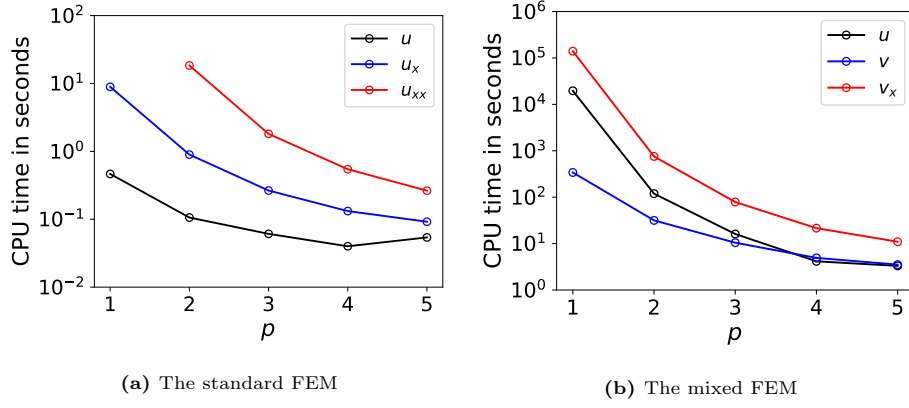 10^2
10^1
10^0
10^{-1}
10^{-2}
CPU time in seconds
u
u_x
u_{xx}
1 2 3 4 5
p
(a) The standard FEM
10^6
10^5
10^4
10^3
10^2
10^1
10^0
CPU time in seconds
u
v
v_x
1 2 3 4 5
p
(b) The mixed FEM